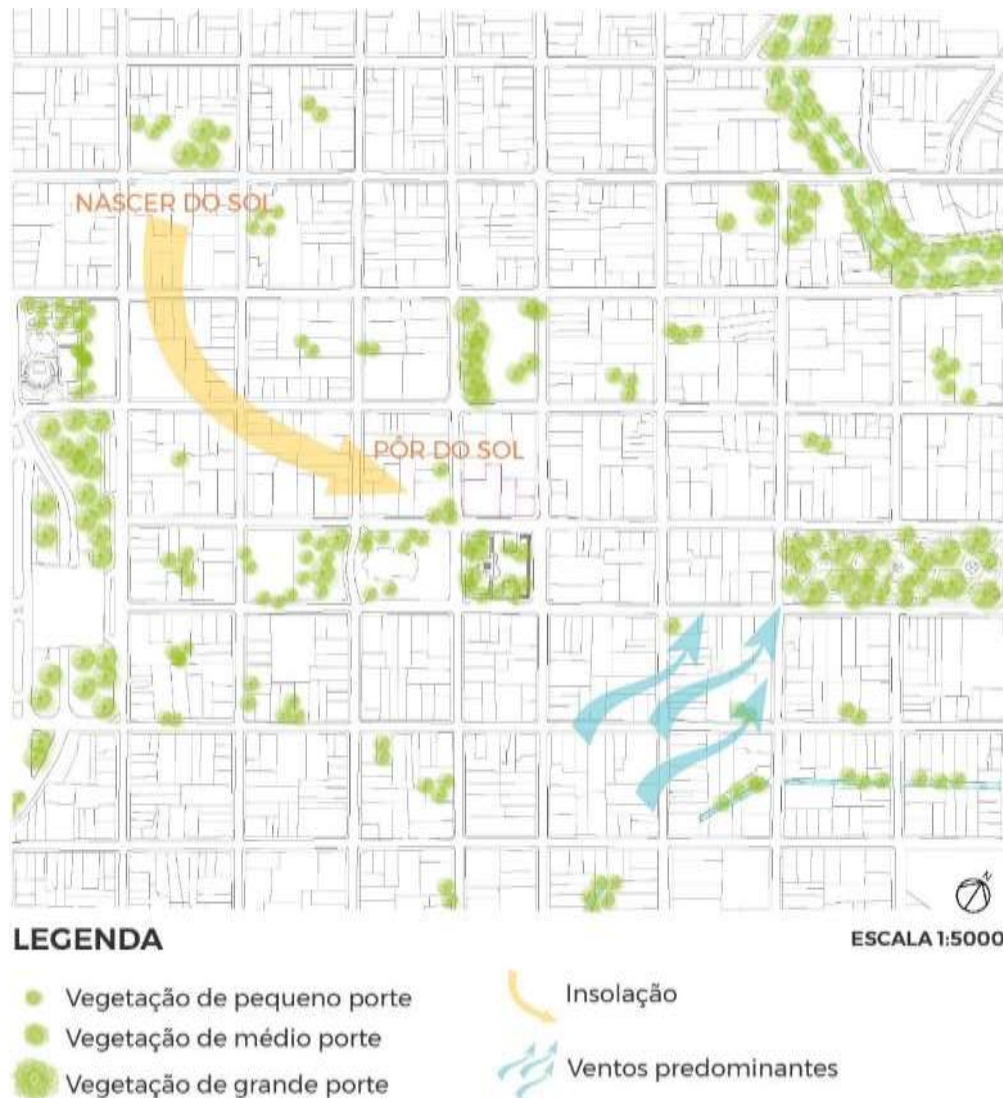 NASCER DO SOL
PÔR DO SOL
N
LEGENDA
ESCALA 1:5000
Vegetação de pequeno porte
Vegetação de médio porte
Vegetação de grande porte
Insolação
Ventos predominantes